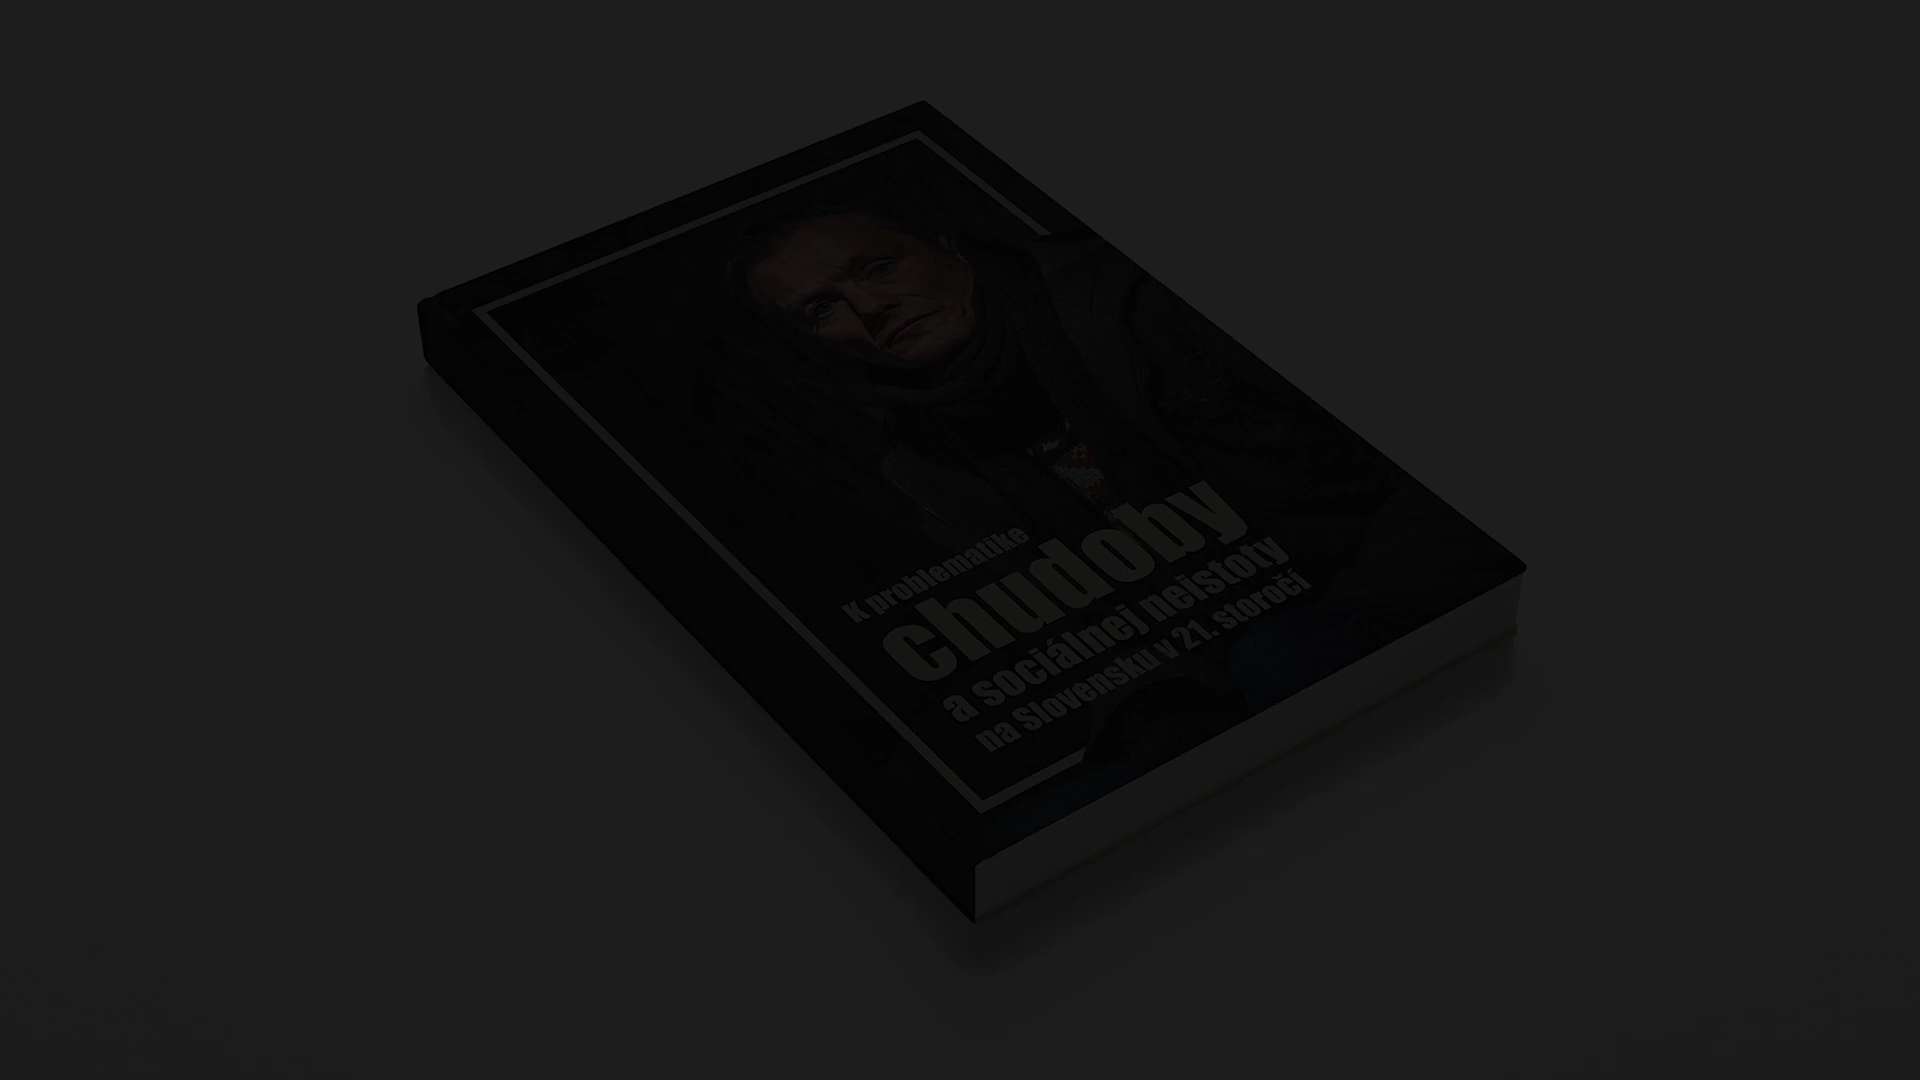 K problematike
chudoby
a sociálnej neistoty
na Slovensku v 21. storočí